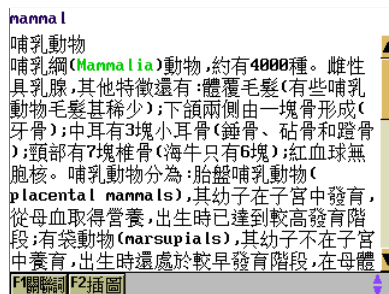 mammal
哺乳動物
哺乳綱(Mammalia)動物,約有4000種。雌性
具乳腺,其他特徵還有:體覆毛髮(有些哺乳
動物毛髮甚稀少);下頷兩側由一塊骨形成(
牙骨);中耳有3塊小耳骨(錘骨、砧骨和蹬骨
);頸部有7塊椎骨(海牛只有6塊);紅血球無
胞核。哺乳動物分為:胎盤哺乳動物(
placental mammals),其幼子在子宮中發育,
從母血取得營養,出生時已達到較高發育階
段;有袋動物(marsupials),其幼子不在子宮
中養育,出生時還處於較早發育階段,在母體
F1關聯詞 F2插圖